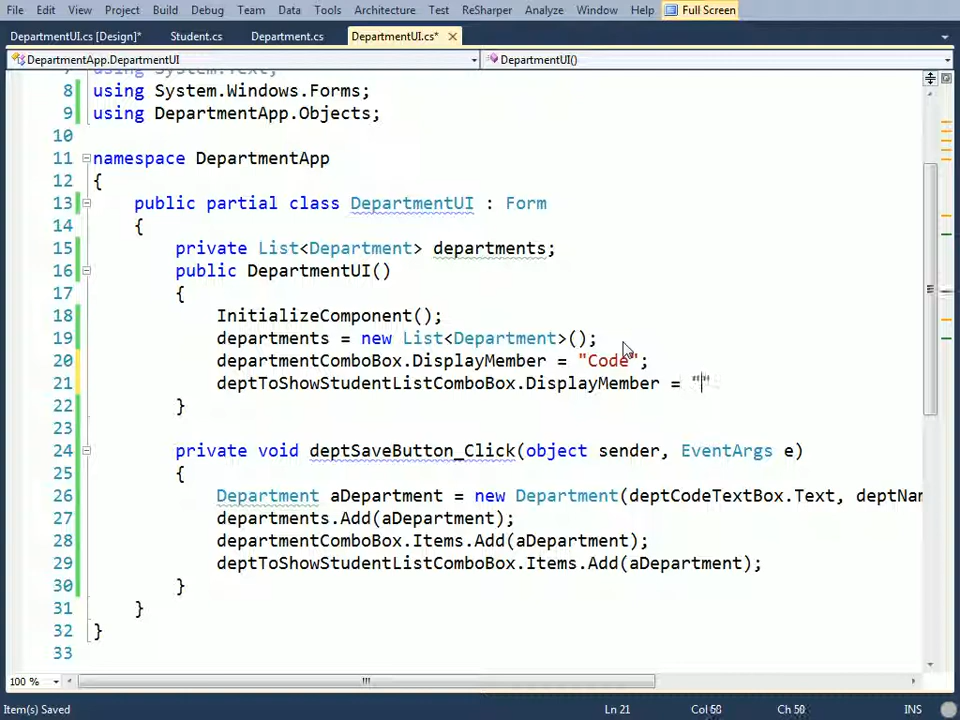 File Edit View Project Build Debug Team Data Tools Architecture Test ReSharper Analyze Window Help Full Screen
DepartmentUI.cs [Design]* Student.cs Department.cs DepartmentUI.cs*
DepartmentApp.DepartmentUI DepartmentUI()
7 using System.Text;
8 using System.Windows.Forms;
9 using DepartmentApp.Objects;
10
11 namespace DepartmentApp
12 {
13 public partial class DepartmentUI : Form
14 {
15 private List<Department> departments;
16 public DepartmentUI()
17 {
18 InitializeComponent();
19 departments = new List<Department>();
20 departmentComboBox.DisplayMember = "Code";
21 deptToShowStudentListComboBox.DisplayMember = ""
22 }
23
24 private void deptSaveButton_Click(object sender, EventArgs e)
25 {
26 Department aDepartment = new Department(deptCodeTextBox.Text, deptNam
27 departments.Add(aDepartment);
28 departmentComboBox.Items.Add(aDepartment);
29 deptToShowStudentListComboBox.Items.Add(aDepartment);
30 }
31 }
32 }
33
100 %
Item(s) Saved Ln 21 Col 58 Ch 58 INS